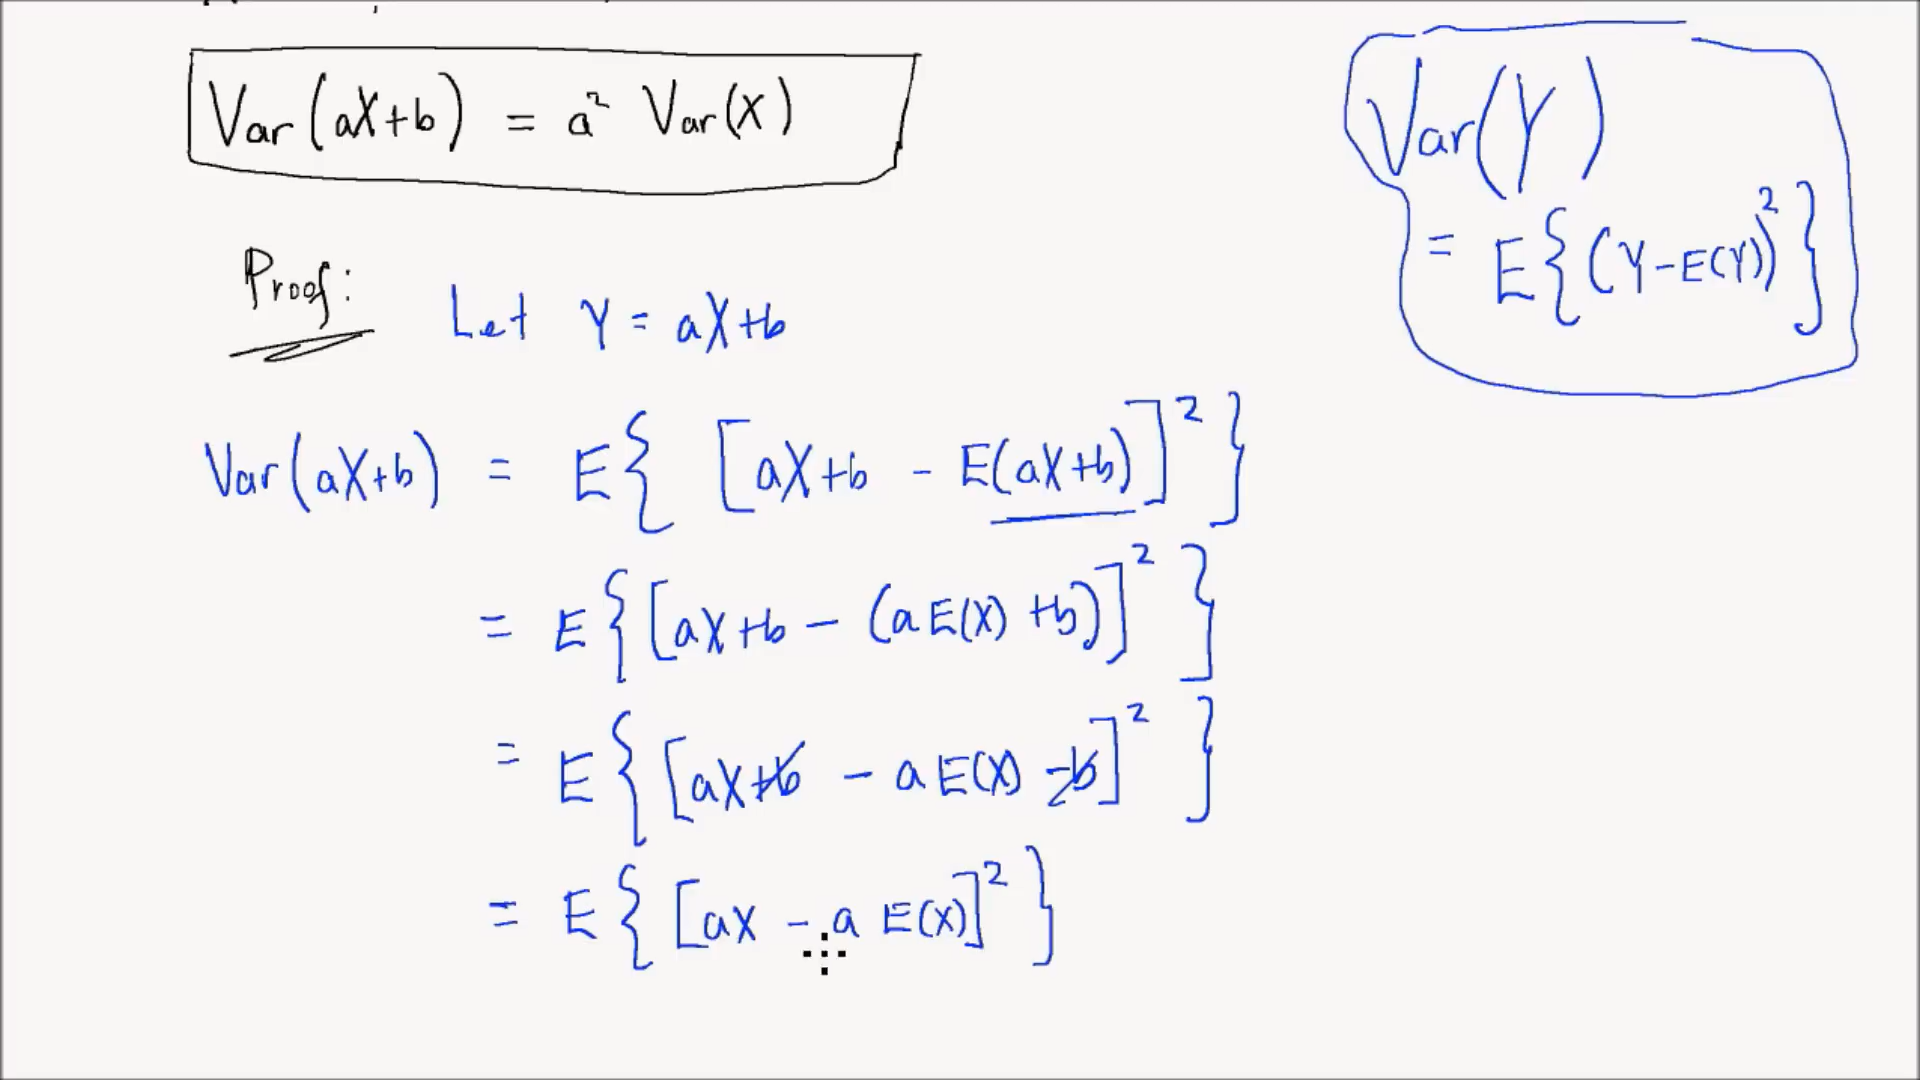 Var(aX+b) = a² Var(X)
Var(Y)
= E{(Y-E(Y))²}
Proof: Let Y = aX+b
Var(aX+b) = E{[aX+b - E(aX+b)]²}
= E{[aX+b - (aE(X)+b)]²}
= E{[aX+b - aE(X) -b]²}
= E{[aX - a E(X)]²}